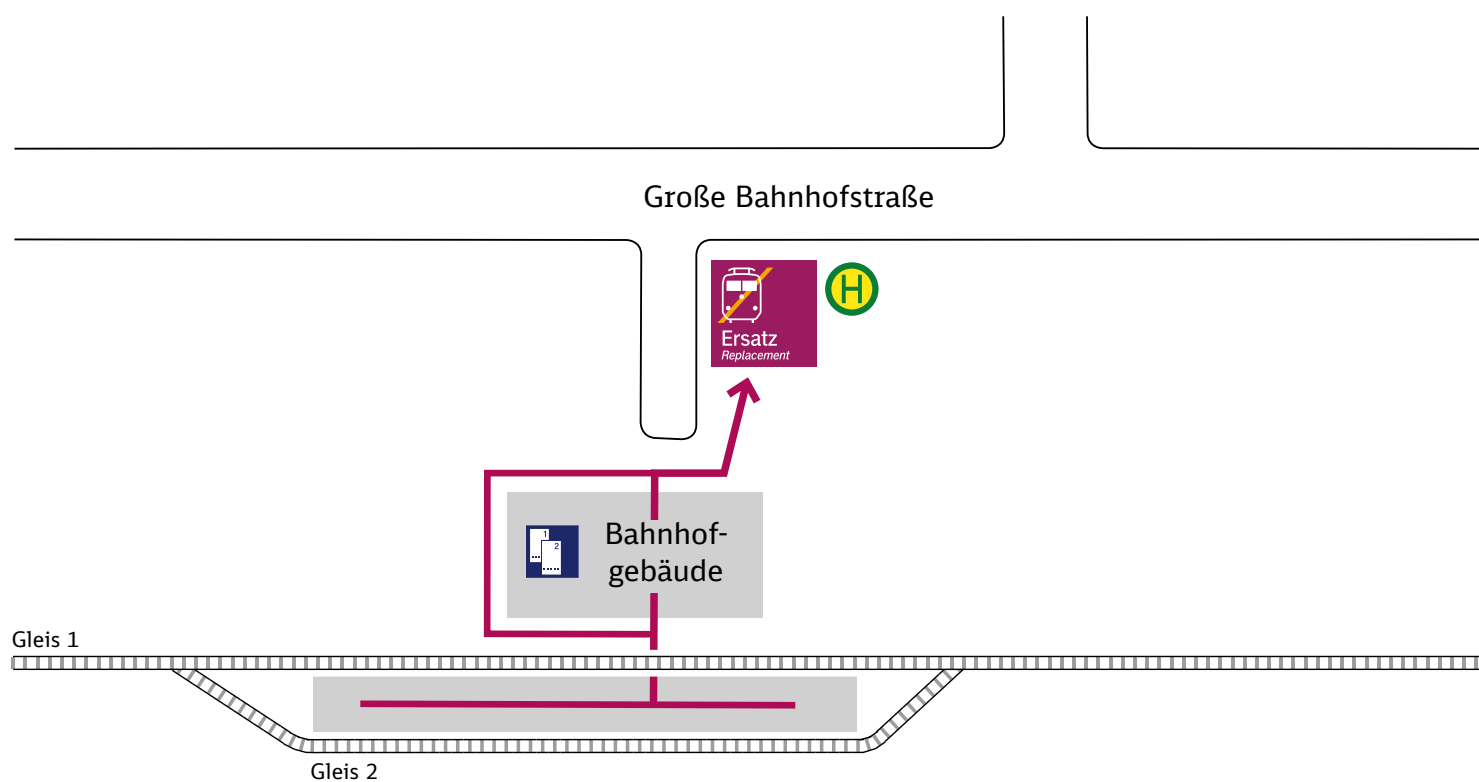 Große Bahnhofstraße
H
Ersatz
Replacement
1
2
Bahnhof-
gebäude
Gleis 1
Gleis 2